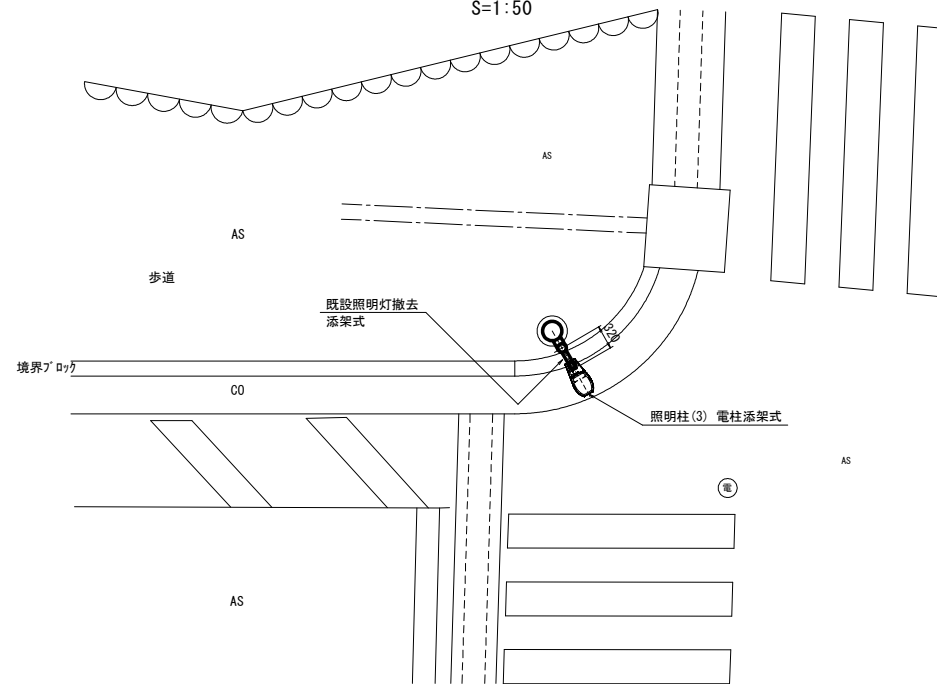 S=1:50
AS
AS
歩道
既設照明灯撤去
添架式
320
境界ﾌﾞﾛｯｸ
CO
照明柱(3) 電柱添架式
AS
電
AS